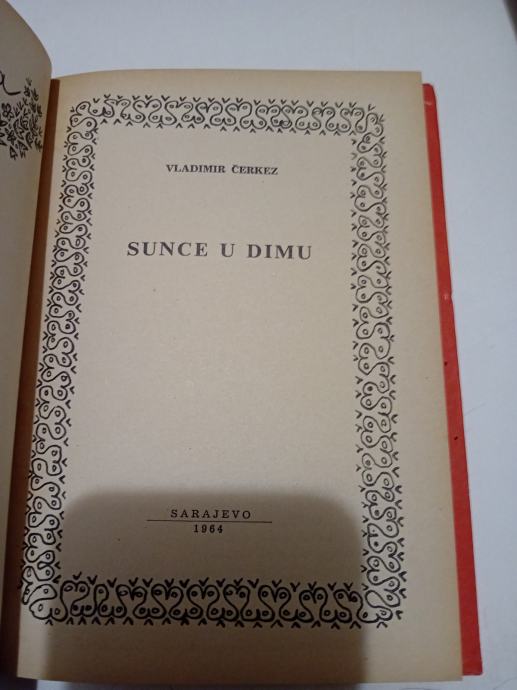 VLADIMIR ČERKEZ
SUNCE U DIMU
SARAJEVO
1964